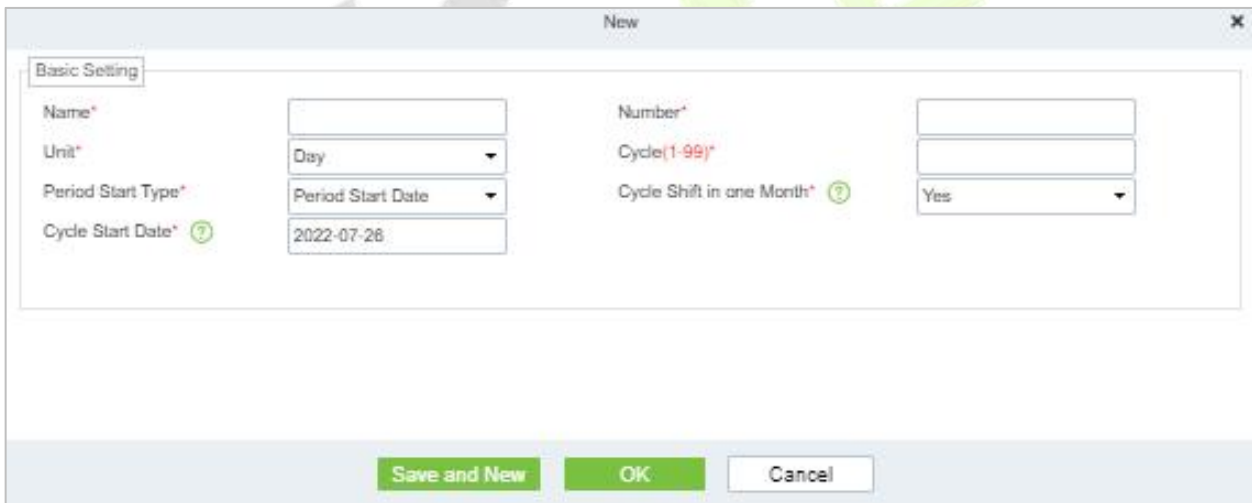 New
Basic Setting
Name* Number*
Unit* Day Cycle(1-99)*
Period Start Type* Period Start Date Cycle Shift in one Month* ? Yes
Cycle Start Date* ? 2022-07-26
Save and New OK Cancel